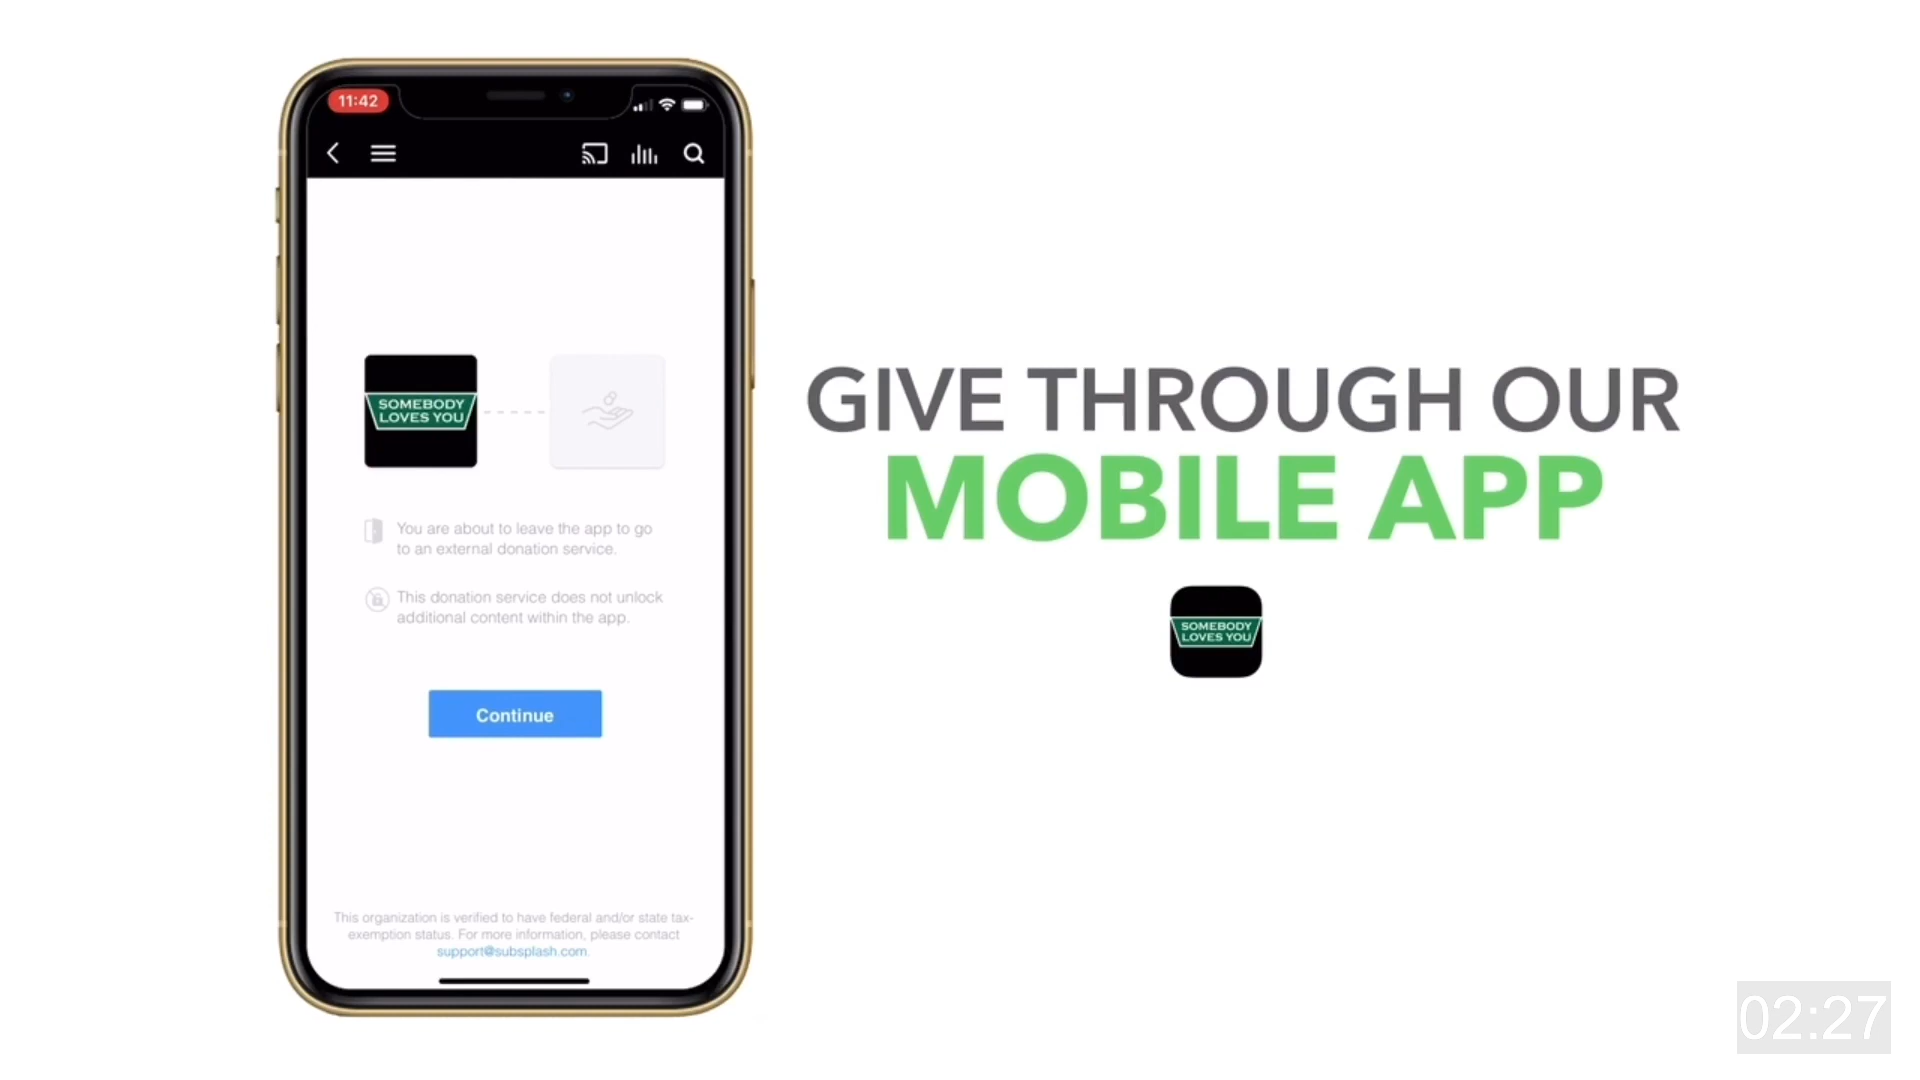 11:42
SOMEBODY
LOVES YOU
You are about to leave the app to go
to an external donation service.
This donation service does not unlock
additional content within the app.
Continue
This organization is verified to have federal and/or state tax-
exemption status. For more information, please contact
support@subsplash.com.
GIVE THROUGH OUR
MOBILE APP
SOMEBODY
LOVES YOU
02:27